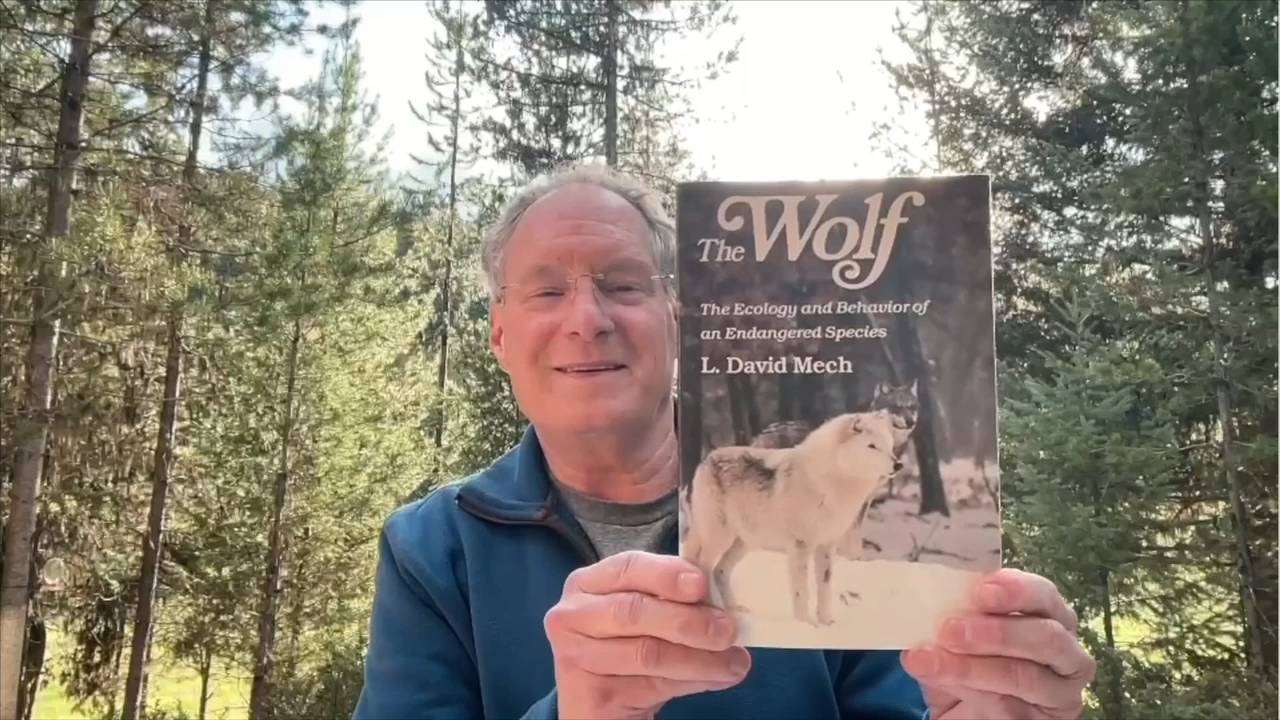 The Wolf
The Ecology and Behavior of
an Endangered Species
L. David Mech